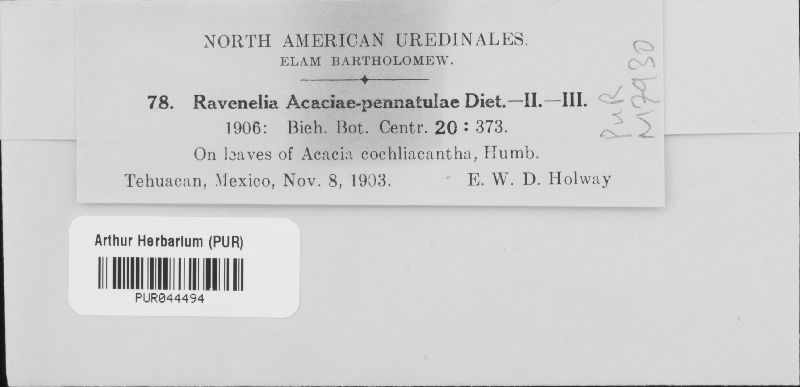 NORTH AMERICAN UREDINALES.
ELAM BARTHOLOMEW.
78. Ravenelia Acaciae-pennatulae Diet.—II.—III.
1906: Bieh. Bot. Centr. 20: 373.
On leaves of Acacia cochliacantha, Humb.
Tehuacan, Mexico, Nov. 8, 1903. E. W. D. Holway
PUR
M7930
Arthur Herbarium (PUR)
PUR044494